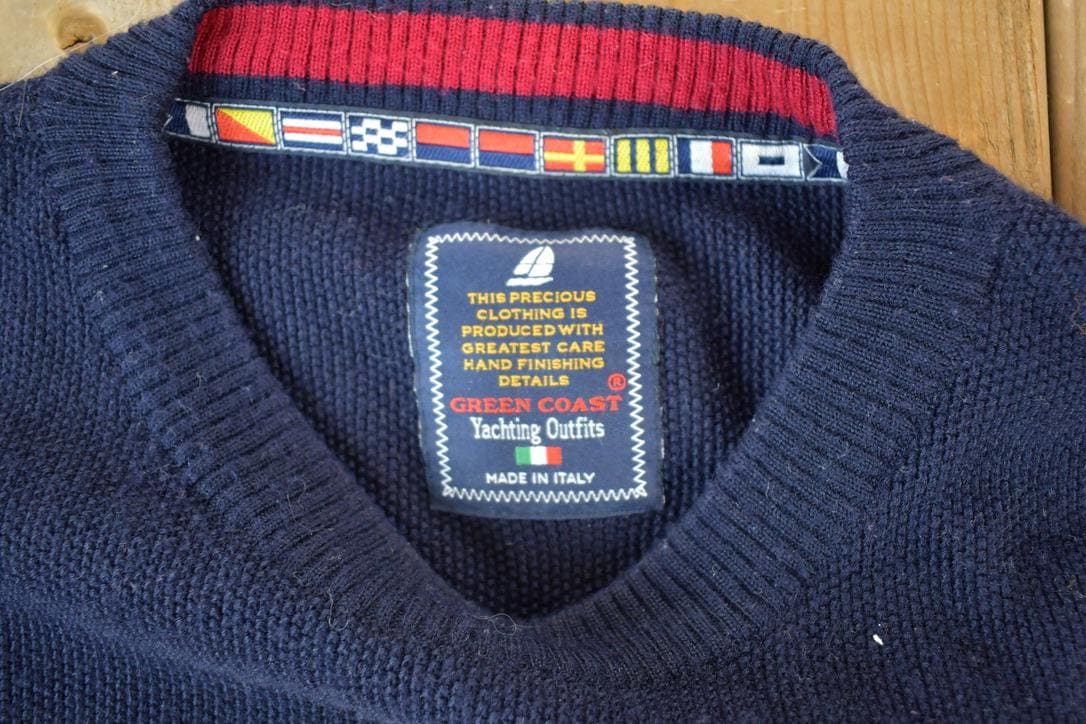 THIS PRECIOUS
CLOTHING IS
PRODUCED WITH
GREATEST CARE
HAND FINISHING
DETAILS
®
GREEN COAST
Yachting Outfits
MADE IN ITALY